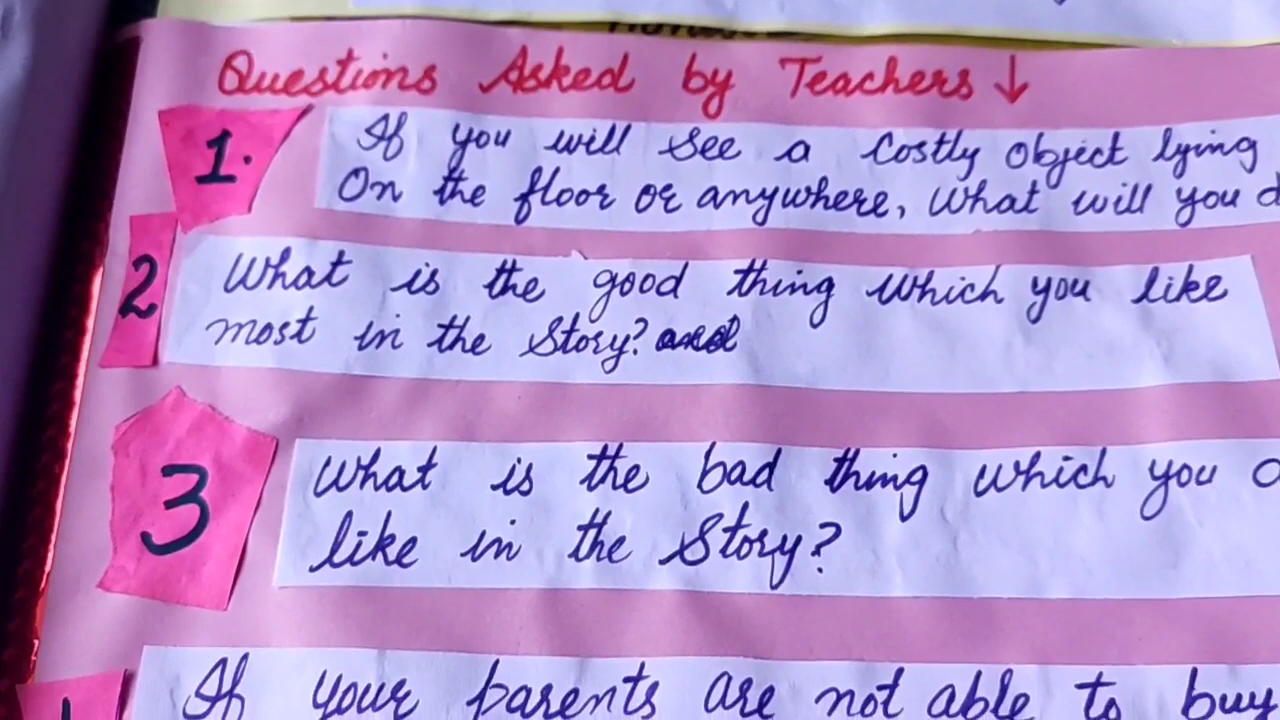 Questions Asked by Teachers ↓
1.
If you will see a costly object lying
On the floor or anywhere, What will you
2
What is the good thing which you like
most in the Story?
3
What is the bad thing which you
like in the Story?
If your parents are not able to buy